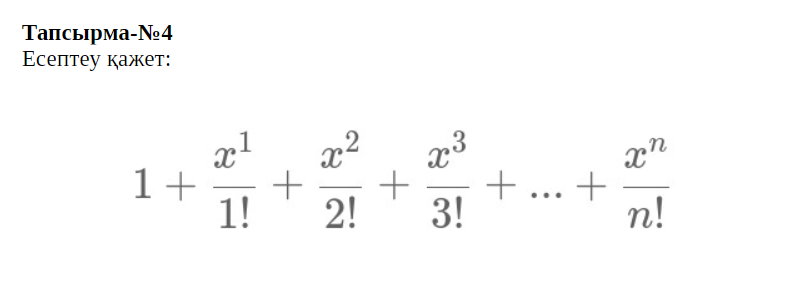 Тапсырма-№4
Есептеу қажет:
1 + x^1/1! + x^2/2! + x^3/3! + ... + x^n/n!